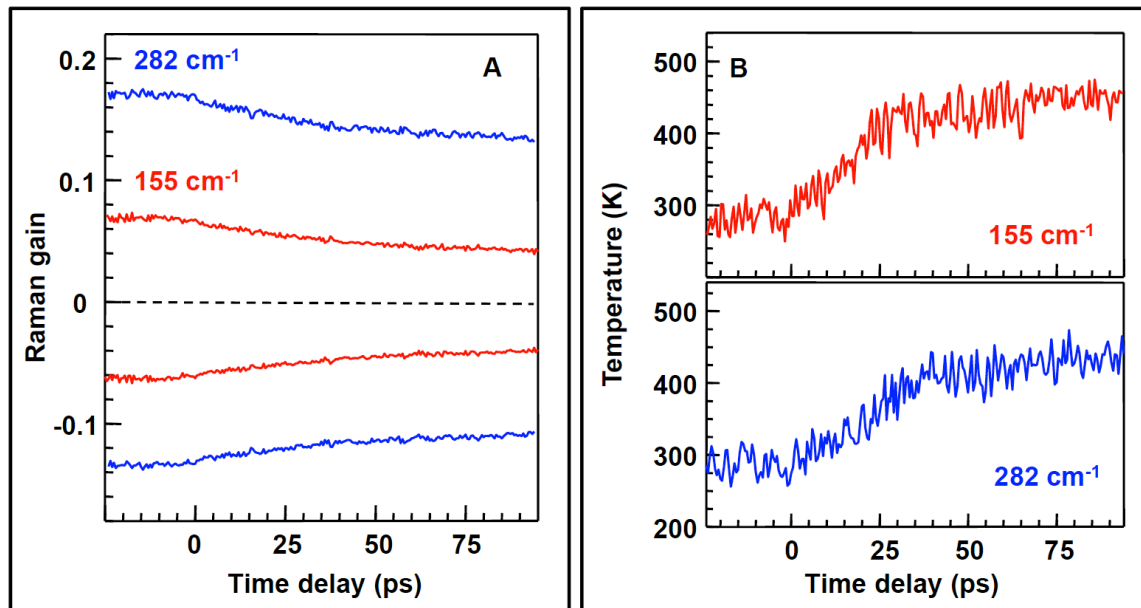 A
282 cm-1
155 cm-1
0.2
0.1
0
-0.1
Raman gain
0
25
50
75
Time delay (ps)
B
500
400
300
155 cm-1
500
400
300
200
282 cm-1
Temperature (K)
0
25
50
75
Time delay (ps)